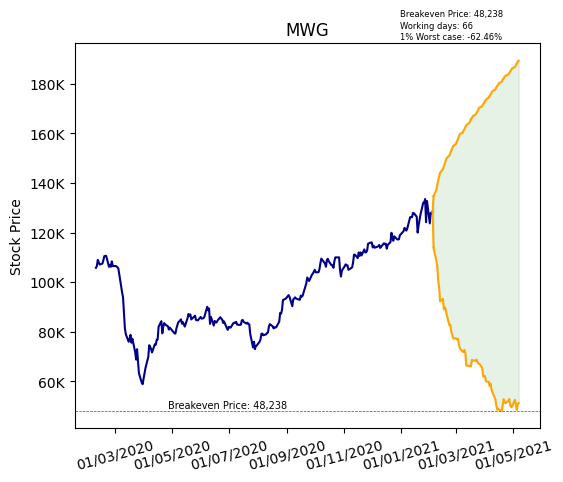 Breakeven Price: 48,238
Working days: 66
1% Worst case: -62.46%
MWG
Stock Price
180K
160K
140K
120K
100K
80K
60K
Breakeven Price: 48,238
01/03/2020 01/05/2020 01/07/2020 01/09/2020 01/11/2020 01/01/2021 01/03/2021 01/05/2021